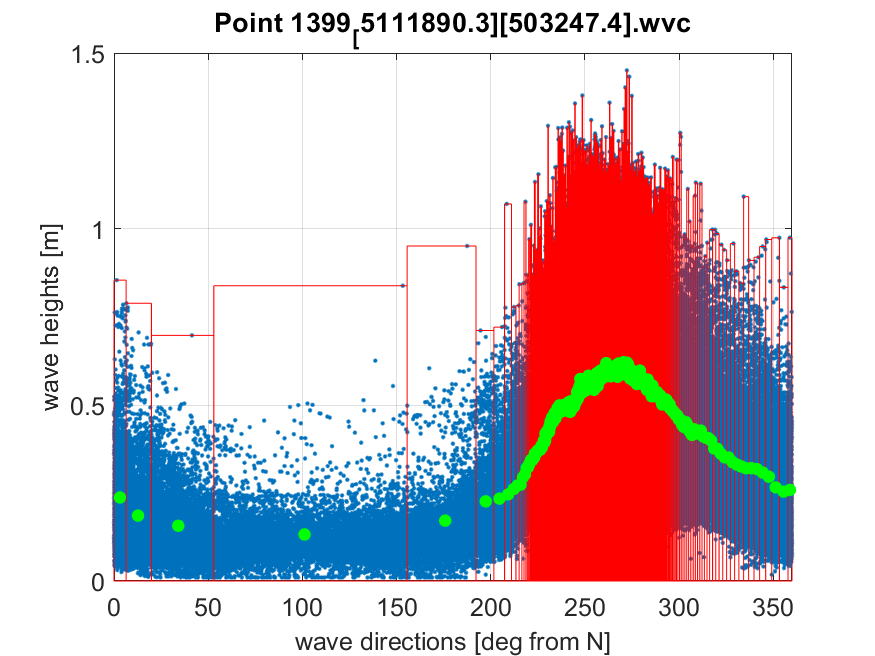 Point 1399[5111890.3][503247.4].wvc
1.5
1
0.5
0
wave heights [m]
0 50 100 150 200 250 300 350
wave directions [deg from N]